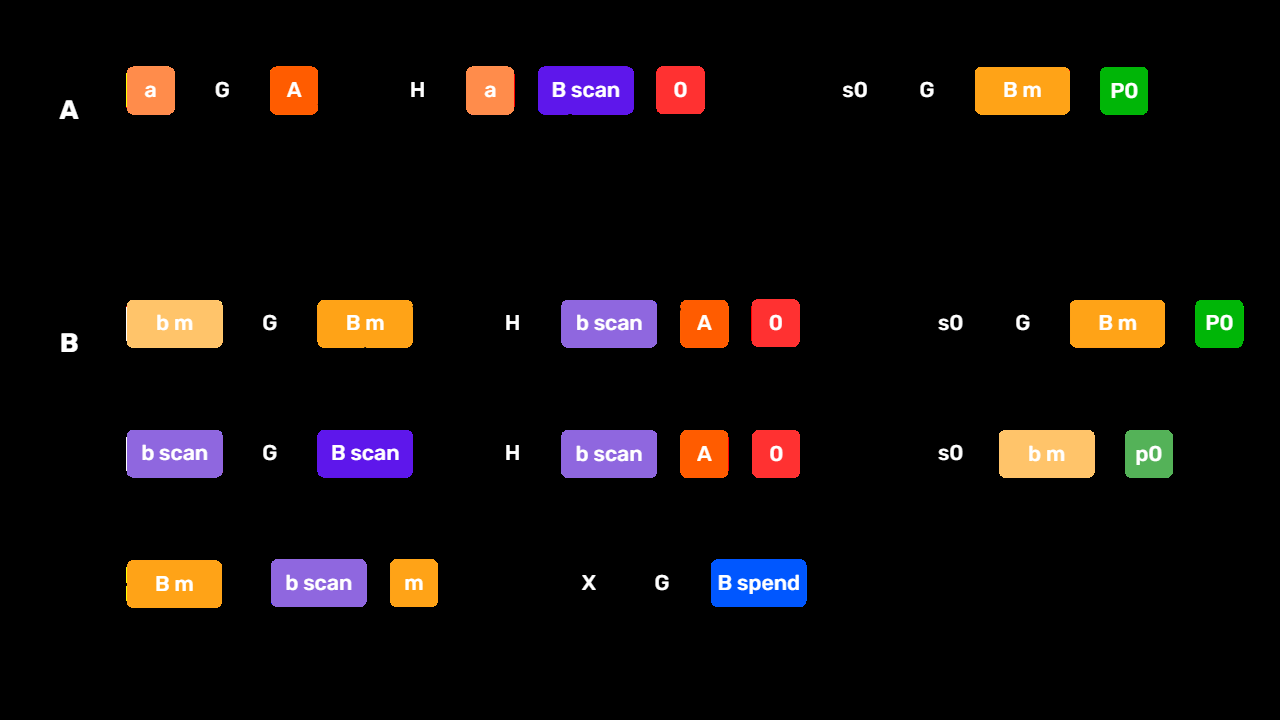 A a G A H a B scan 0 s0 G B m P0
B b m G B m H b scan A 0 s0 G B m P0
b scan G B scan H b scan A 0 s0 b m p0
B m b scan m X G B spend